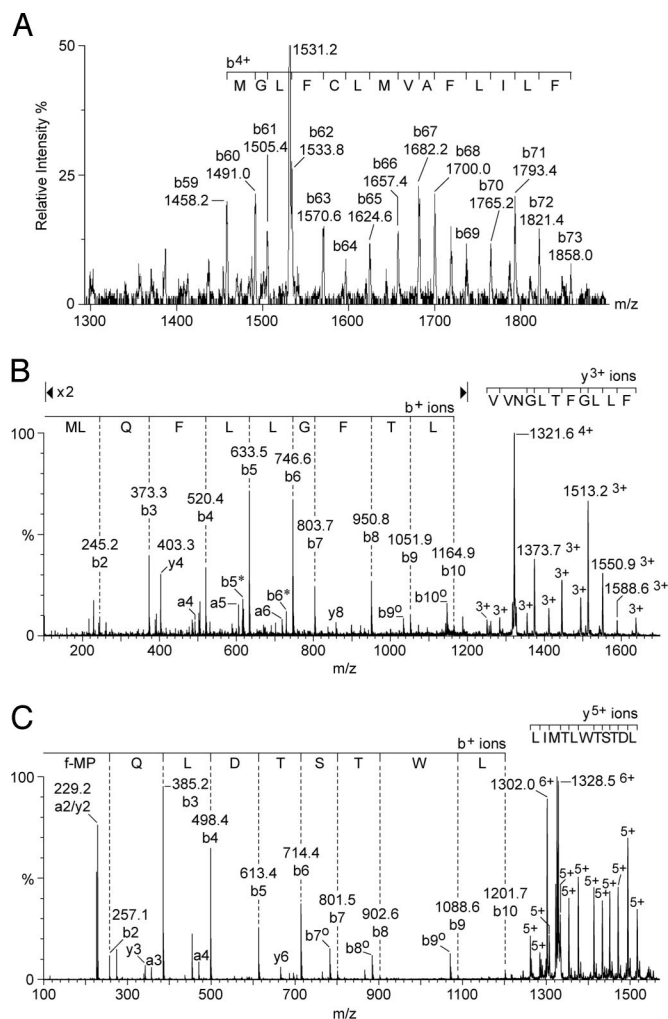 A
50
25
0
Relative Intensity %
b4+
M G L F C L M V A F L I L F
1531.2
b59
1458.2
b60
1491.0
b61
1505.4
b62
1533.8
b63
1570.6
b64
b65
1624.6
b66
1657.4
b67
1682.2
b68
1700.0
b69
b70
1765.2
b71
1793.4
b72
1821.4
b73
1858.0
1300 1400 1500 1600 1700 1800
m/z
B
x2
b+ ions
y3+ ions
ML Q F L L G F T L
V VNGLT FGLL F
100
%
0
245.2
b2
373.3
b3
403.3
y4
a4
520.4
b4
a5
b5*
633.5
b5
a6
b6*
746.6
b6
803.7
b7
y8
950.8
b8
b9o
1051.9
b9
b10o
1164.9
b10
3+ 3+ 3+ 3+ 3+ 3+ 3+
1321.6 4+
1373.7 3+
1513.2 3+
1550.9 3+
1588.6 3+
200 400 600 800 1000 1200 1400 1600
m/z
C
b+ ions
y5+ ions
f-MP Q L D T S T W L
L IMTLWTSTDL
100
%
0
229.2
a2/y2
257.1
b2
y3
a3
385.2
b3
a4
498.4
b4
613.4
b5
y6
714.4
b6
b7o
801.5
b7
b8o
902.6
b8
b9o
1088.6
b9
1201.7
b10
1302.0 6+
1328.5 6+
5+ 5+ 5+ 5+ 5+ 5+ 5+ 5+ 5+ 5+ 5+
100 300 500 700 900 1100 1300 1500
m/z